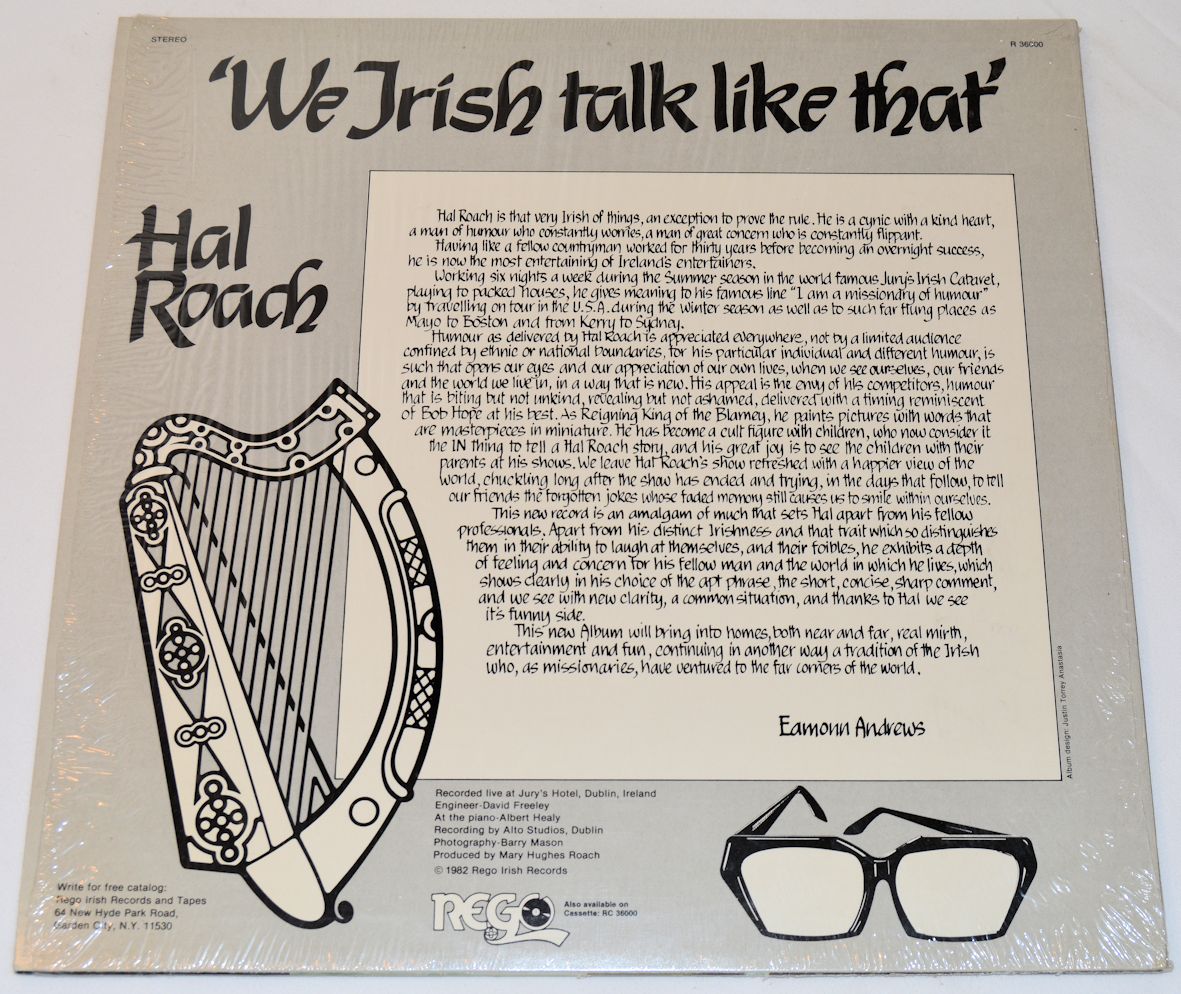 STEREO
R 36C00
'We Irish talk like that'
Hal
Roach
Hal Roach is that very Irish of things, an exception to prove the rule. He is a cynic with a kind heart,
a man of humour who constantly worries, a man of great concern who is constantly flippant.
Having like a fellow countryman worked for thirty years before becoming an overnight success,
he is now the most entertaining of Ireland's entertainers.
Working six nights a week during the Summer season in the world famous Jury's Irish Cabaret,
playing to packed houses, he gives meaning to his famous line "I am a missionary of humour"
by travelling on tour in the U.S.A. during the winter season as well as to such far flung places as
Mayo to Boston and from Kerry to Sydney.
Humour as delivered by Hal Roach is appreciated everywhere, not by a limited audience
confined by ethnic or national boundaries, for his particular individual and different humour, is
such that opens our eyes and our appreciation of our own lives, when we see ourselves, our friends
and the world we live in, in a way that is new. His appeal is the envy of his competitors, humour
that is biting but not unkind, revealing but not ashamed, delivered with a timing reminiscent
of Bob Hope at his best. As Reigning King of the Blarney, he paints pictures with words that
are masterpieces in miniature. He has become a cult figure with children, who now consider it
the IN thing to tell a Hal Roach story, and his great joy is to see the children with their
parents at his shows. We leave Hal Roach's show refreshed with a happier view of the
world, chuckling long after the show has ended and trying, in the days that follow, to tell
our friends the forgotten jokes whose faded memory still causes us to smile within ourselves.
This new record is an amalgam of much that sets Hal apart from his fellow
professionals. Apart from his distinct Irishness and that trait which so distinguishes
them in their ability to laugh at themselves, and their foibles, he exhibits a depth
of feeling and concern for his fellow man and the world in which he lives, which
shows clearly in his choice of the apt phrase, the short, concise, sharp comment,
and we see with new clarity, a common situation, and thanks to Hal we see
it's funny side.
This new Album will bring into homes, both near and far, real mirth,
entertainment and fun, continuing in another way a tradition of the Irish
who, as missionaries, have ventured to the far corners of the world.
Eamonn Andrews
Album design: Justin Torrey Anastasia
Recorded live at Jury's Hotel, Dublin, Ireland
Engineer-David Freeley
At the piano-Albert Healy
Recording by Alto Studios, Dublin
Photography-Barry Mason
Produced by Mary Hughes Roach
© 1982 Rego Irish Records
Write for free catalog:
Rego Irish Records and Tapes
64 New Hyde Park Road,
Garden City, N.Y. 11530
REGO
Also available on
Cassette: RC 36000